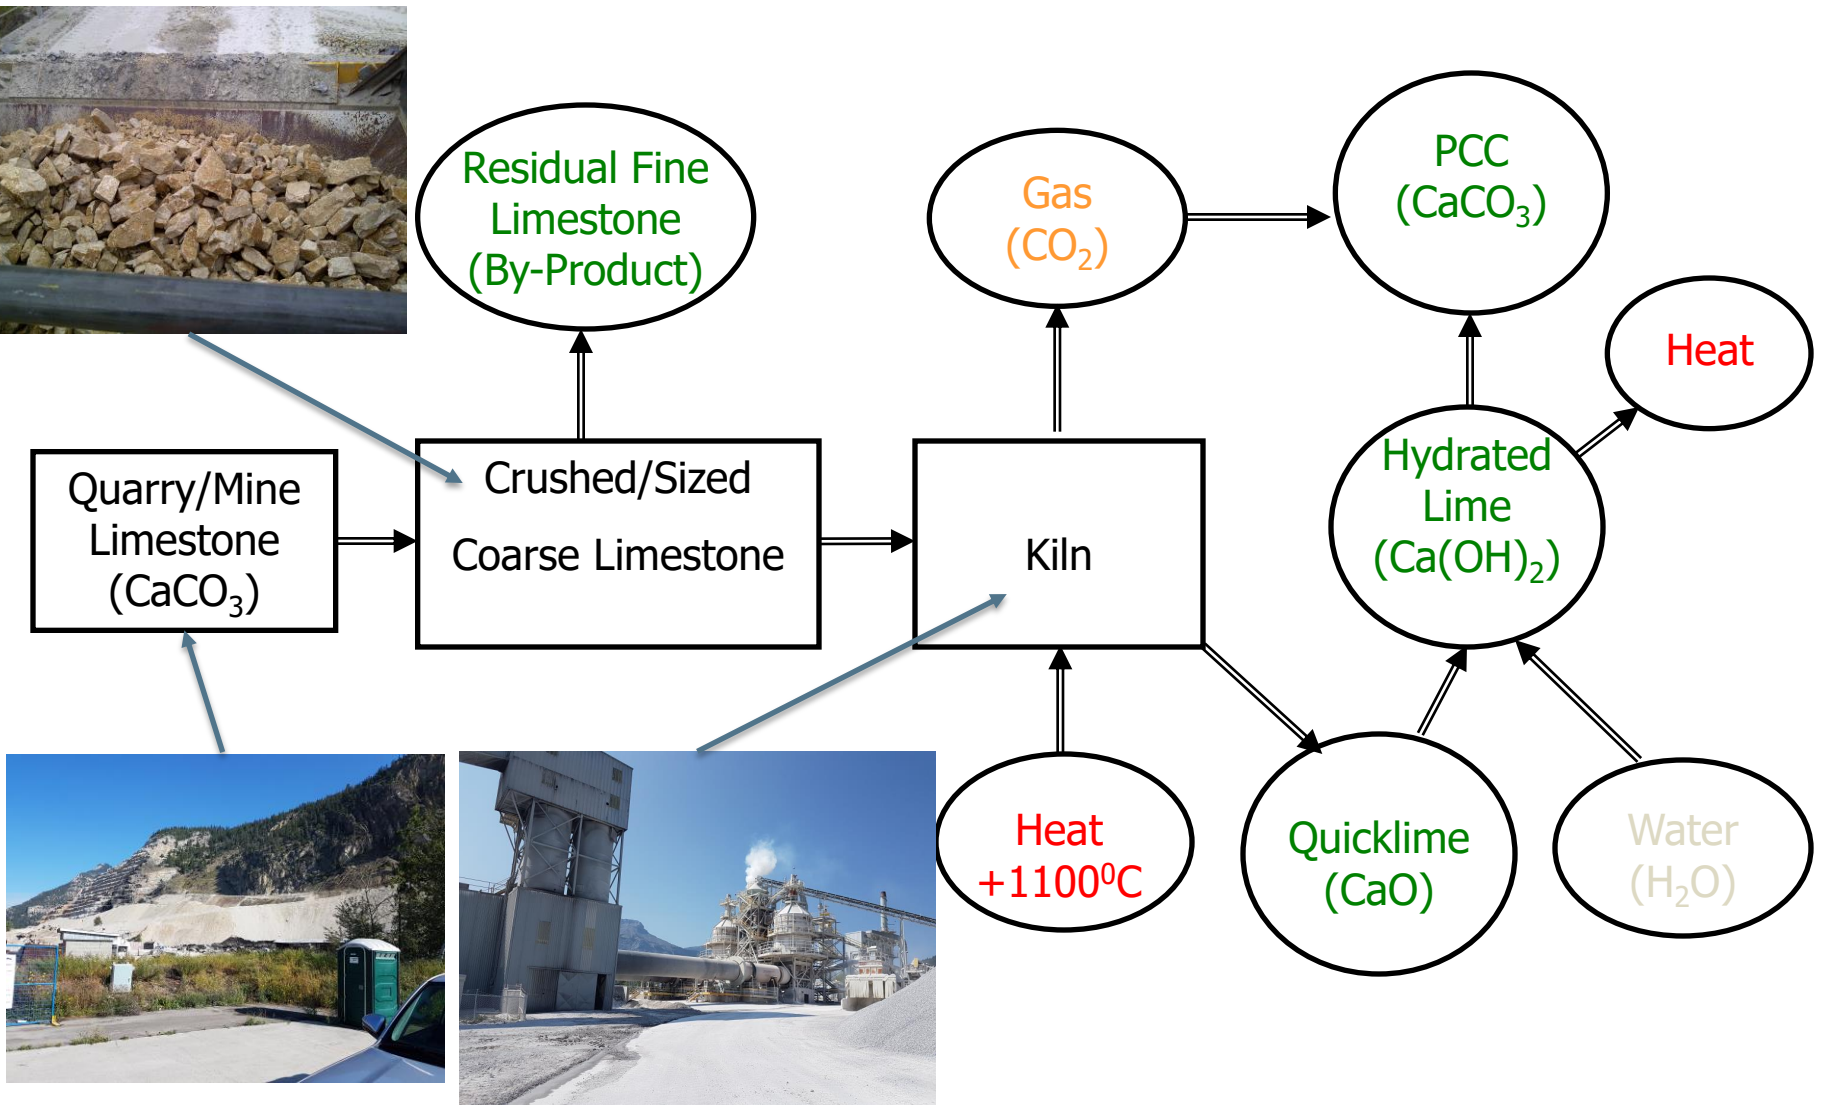 Residual Fine
Limestone
(By-Product)
Gas
(CO₂)
PCC
(CaCO₃)
Heat
Quarry/Mine
Limestone
(CaCO₃)
Crushed/Sized
Coarse Limestone
Kiln
Hydrated
Lime
(Ca(OH)₂)
Heat
+1100⁰C
Quicklime
(CaO)
Water
(H₂O)